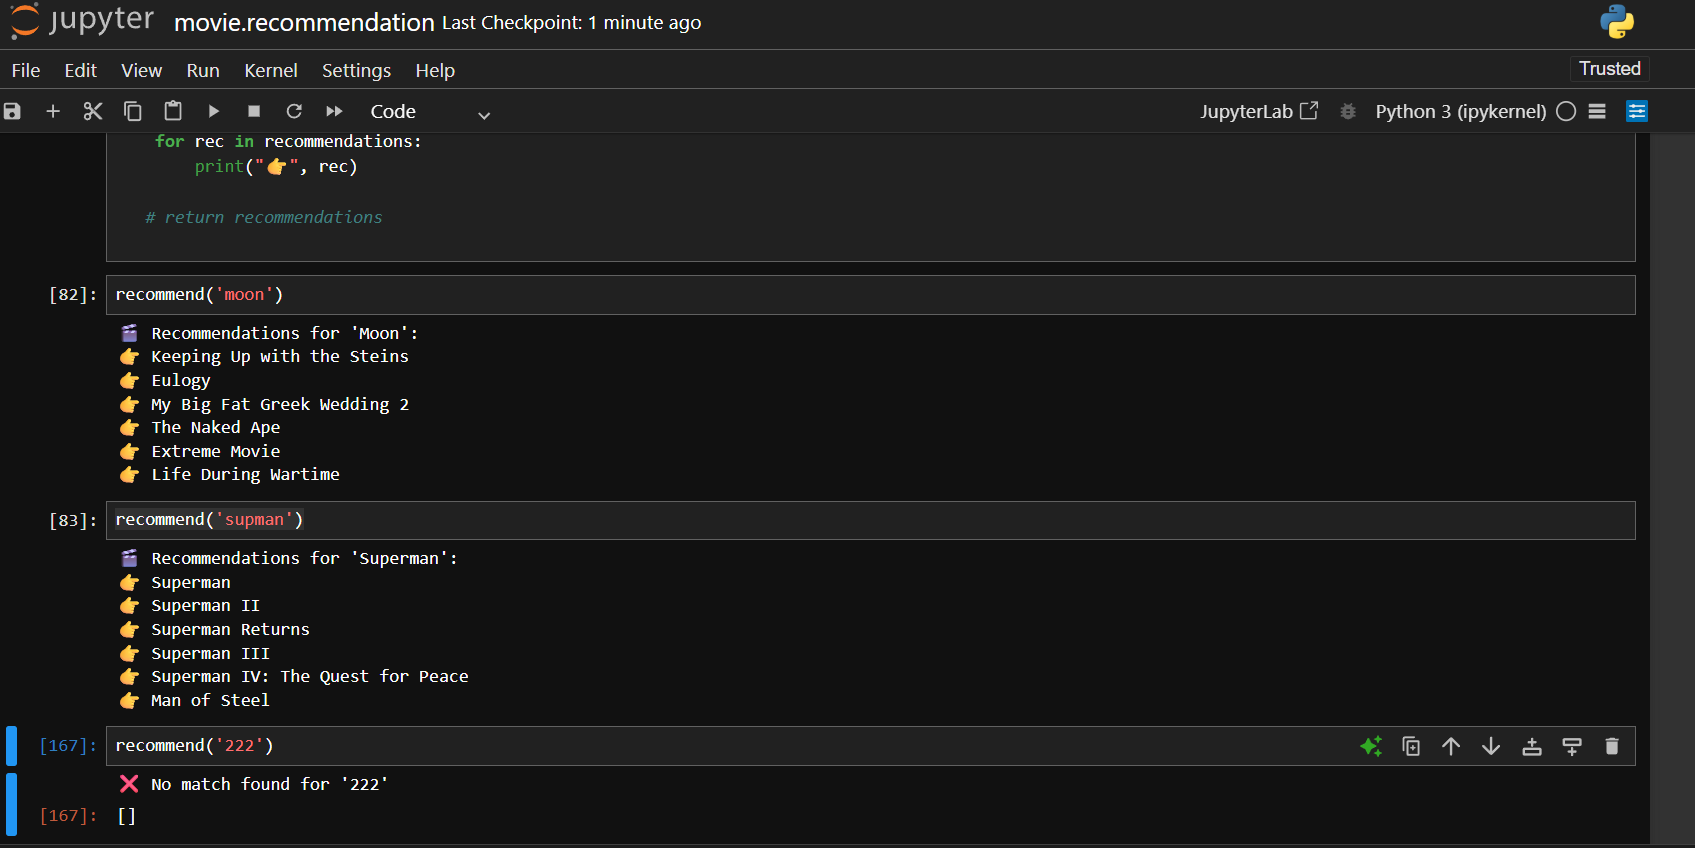 jupyter movie.recommendation Last Checkpoint: 1 minute ago
File Edit View Run Kernel Settings Help Trusted
Code JupyterLab Python 3 (ipykernel)
for rec in recommendations:
print("👉", rec)
# return recommendations
[82]: recommend('moon')
🎬 Recommendations for 'Moon':
👉 Keeping Up with the Steins
👉 Eulogy
👉 My Big Fat Greek Wedding 2
👉 The Naked Ape
👉 Extreme Movie
👉 Life During Wartime
[83]: recommend('supman')
🎬 Recommendations for 'Superman':
👉 Superman
👉 Superman II
👉 Superman Returns
👉 Superman III
👉 Superman IV: The Quest for Peace
👉 Man of Steel
[167]: recommend('222')
❌ No match found for '222'
[167]: []